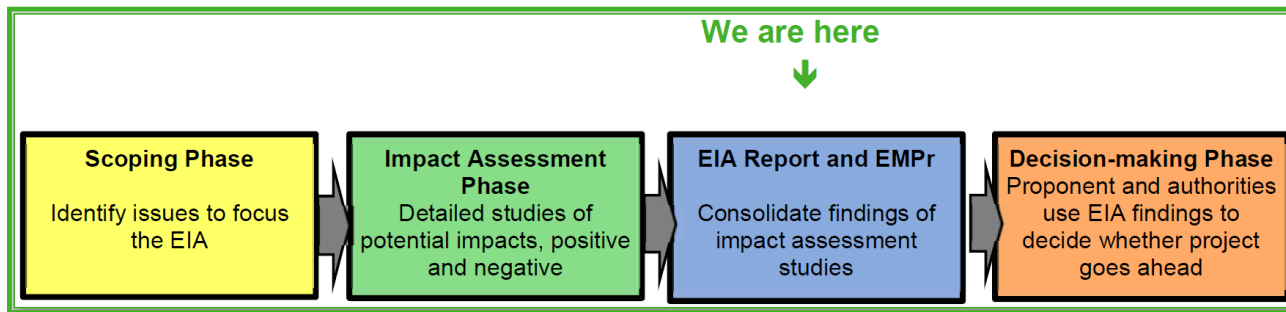 We are here
Scoping Phase
Identify issues to focus
the EIA
Impact Assessment
Phase
Detailed studies of
potential impacts, positive
and negative
EIA Report and EMPr
Consolidate findings of
impact assessment
studies
Decision-making Phase
Proponent and authorities
use EIA findings to
decide whether project
goes ahead